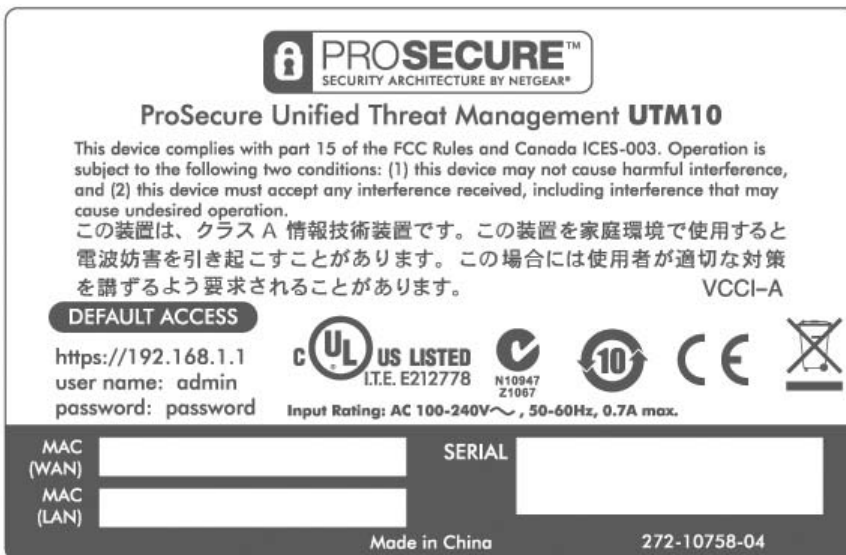 PROSECURE™
SECURITY ARCHITECTURE BY NETGEAR®
ProSecure Unified Threat Management UTM10
This device complies with part 15 of the FCC Rules and Canada ICES-003. Operation is
subject to the following two conditions: (1) this device may not cause harmful interference,
and (2) this device must accept any interference received, including interference that may
cause undesired operation.
この装置は、クラス A 情報技術装置です。この装置を家庭環境で使用すると
電波妨害を引き起こすことがあります。この場合には使用者が適切な対策
を講ずるよう要求されることがあります。 VCCI-A
DEFAULT ACCESS
https://192.168.1.1
user name: admin
password: password
C UL® US LISTED
I.T.E. E212778
N10947
Z1067
10
CE
Input Rating: AC 100-240V~ , 50-60Hz, 0.7A max.
MAC
(WAN)
MAC
(LAN)
SERIAL
Made in China
272-10758-04